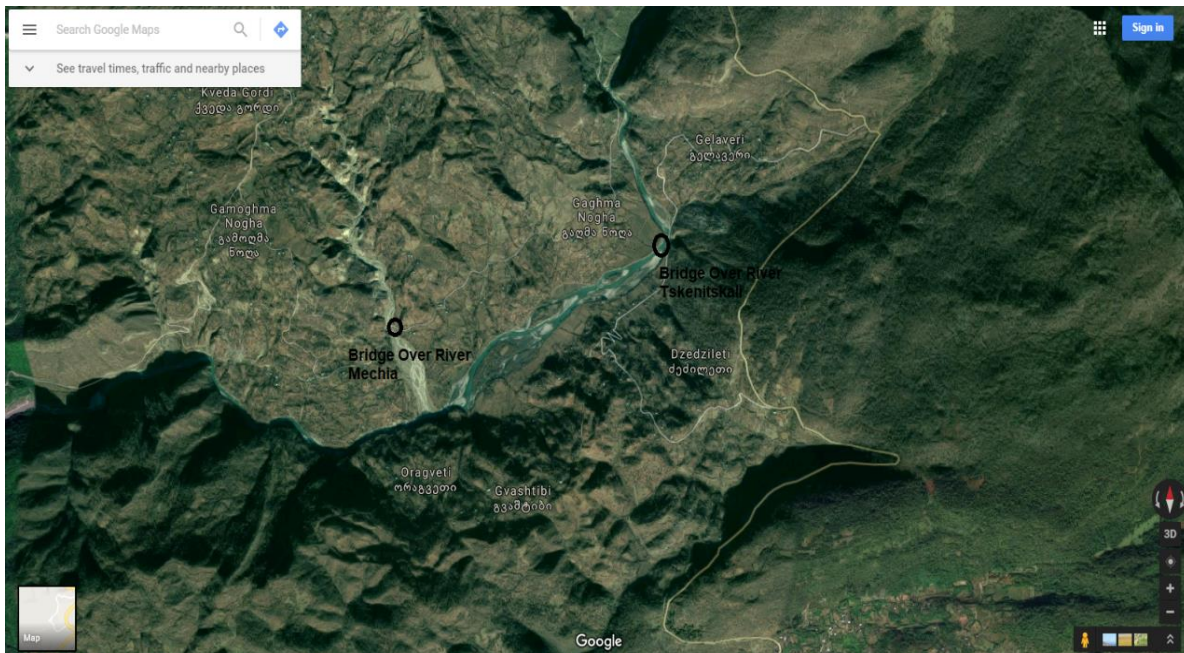 Search Google Maps
Sign in
See travel times, traffic and nearby places
Kveda Gordi
ქვედა გორდი
Gelaveri
გელავერი
Gamoghma
Nogha
გამოღმა
ნოღა
Gaghma
Nogha
გაღმა ნოღა
Bridge Over River
Tskenitskali
Bridge Over River
Mechia
Dzedzileti
ძეძილეთი
Oragveti
ორაგვეთი
Gvashtibi
გვაშტიბი
3D
Map
Google